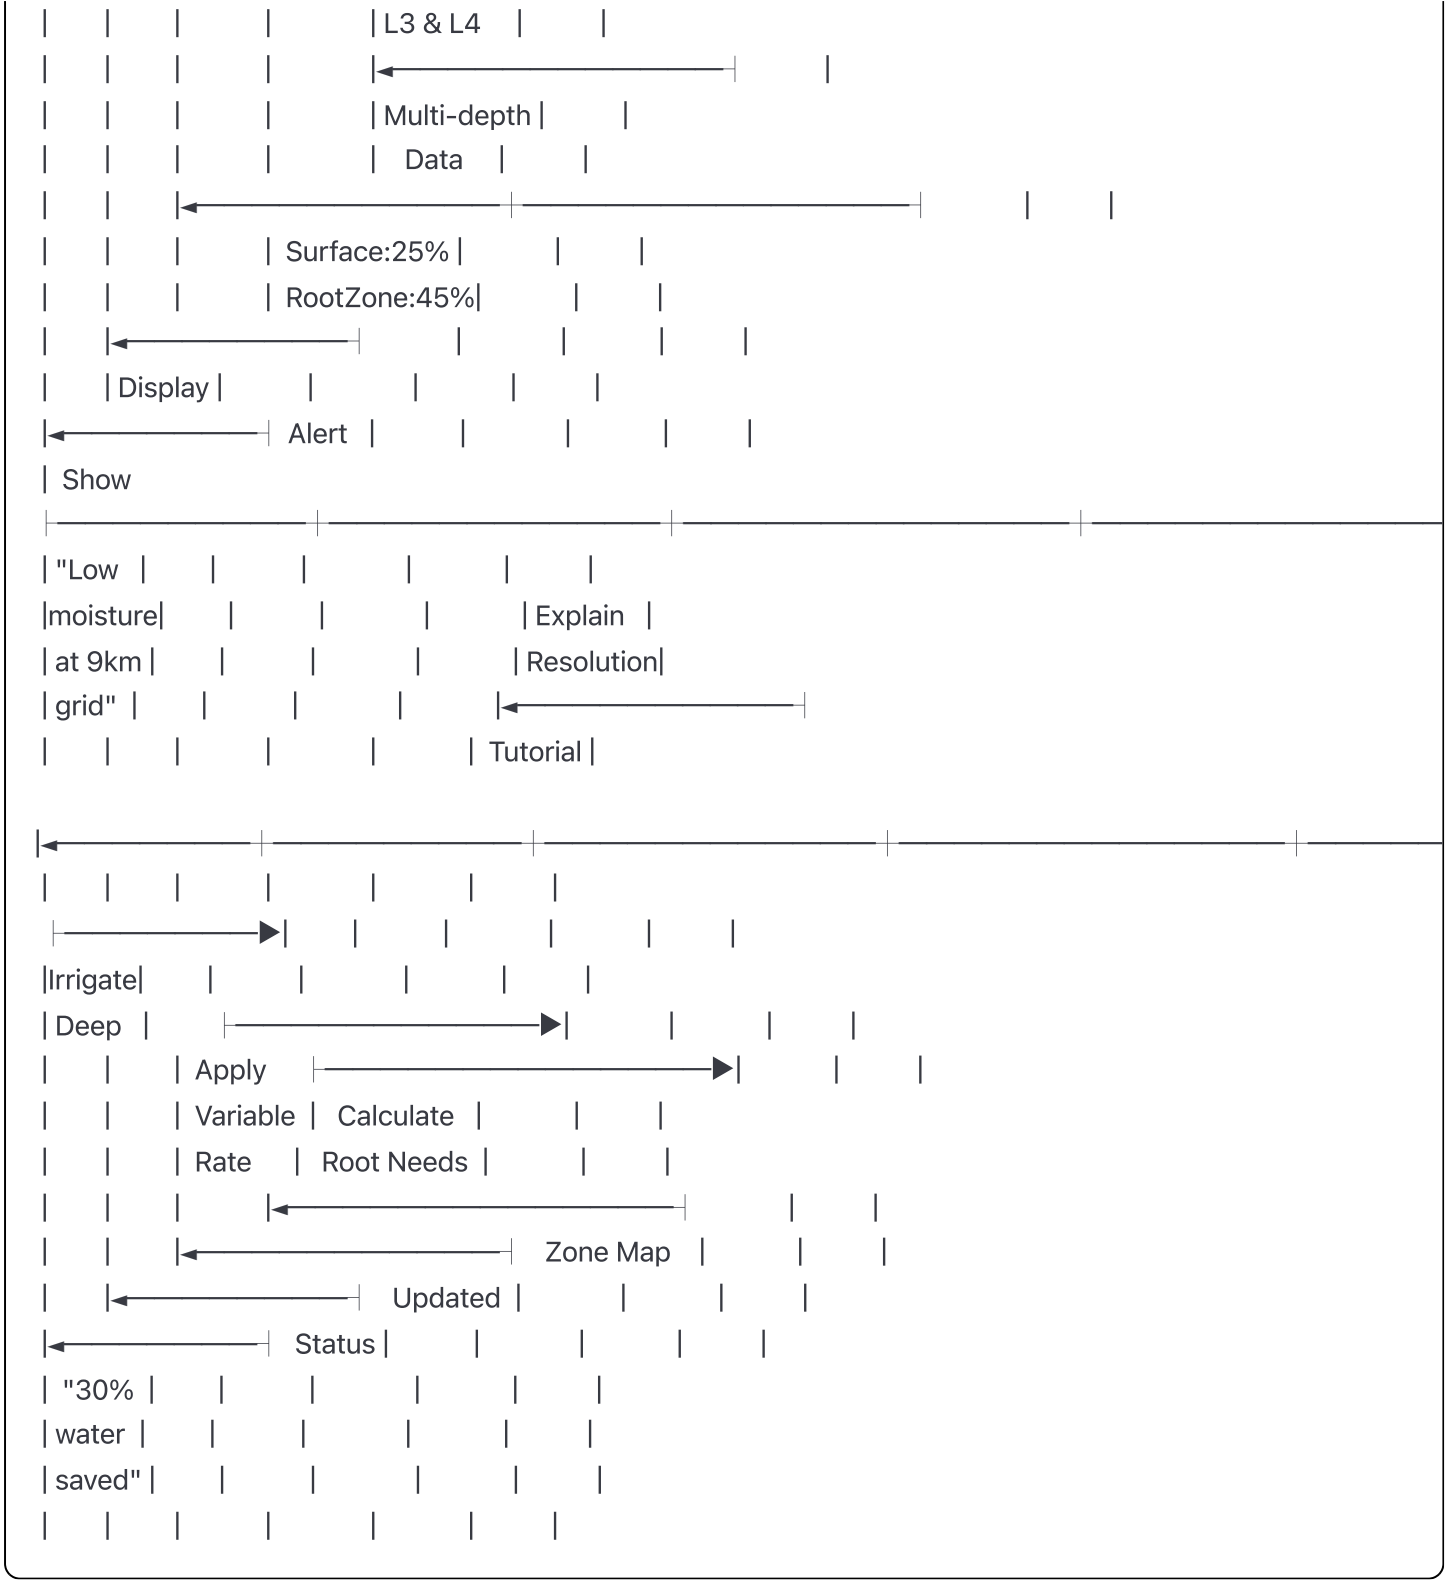 L3 & L4
Multi-depth
Data
Surface:25%
RootZone:45%
Display
Alert
Show
"Low
moisture Explain
at 9km Resolution
grid"
Tutorial
Irrigate
Deep
Apply
Variable Calculate
Rate Root Needs
Zone Map
Updated
Status
"30%
water
saved"